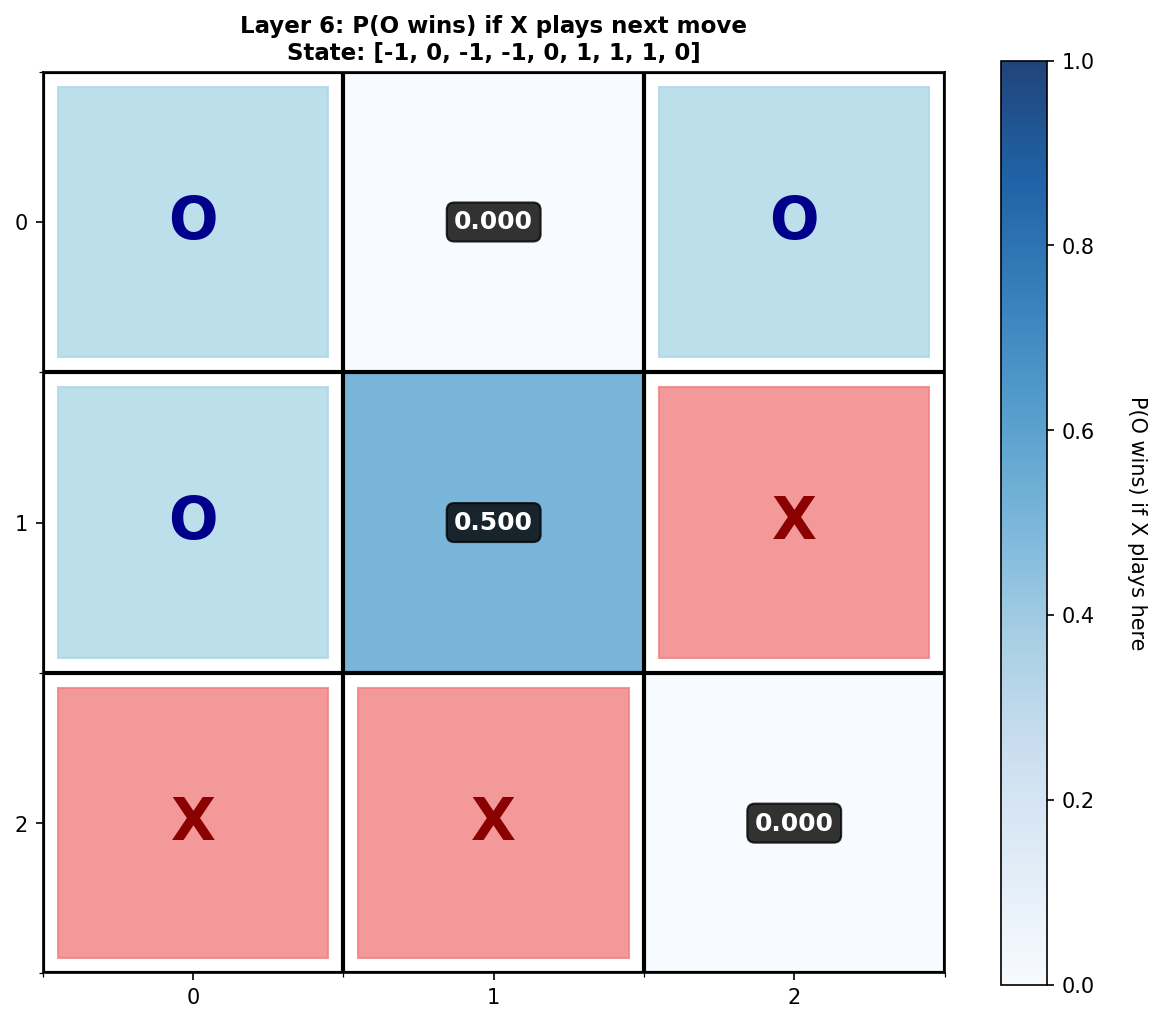 Layer 6: P(O wins) if X plays next move
State: [-1, 0, -1, -1, 0, 1, 1, 1, 0]
0
O
0.000
O
1
O
0.500
X
2
X
X
0.000
0
1
2
1.0
0.8
0.6
0.4
0.2
0.0
P(O wins) if X plays here